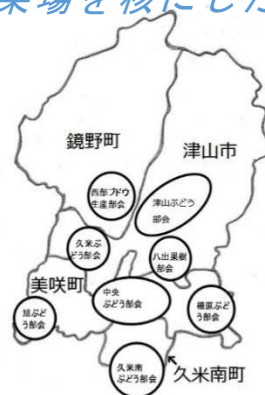 果場を核にした
鏡野町
津山市
西部ブドウ
生産部会
津山ぶどう
部会
久米ぶ
どう部会
八出果樹
部会
美咲町
中央
ぶどう部会
旭ぶど
う部会
柵原ぶど
う部会
久米南
ぶどう部会
久米南町